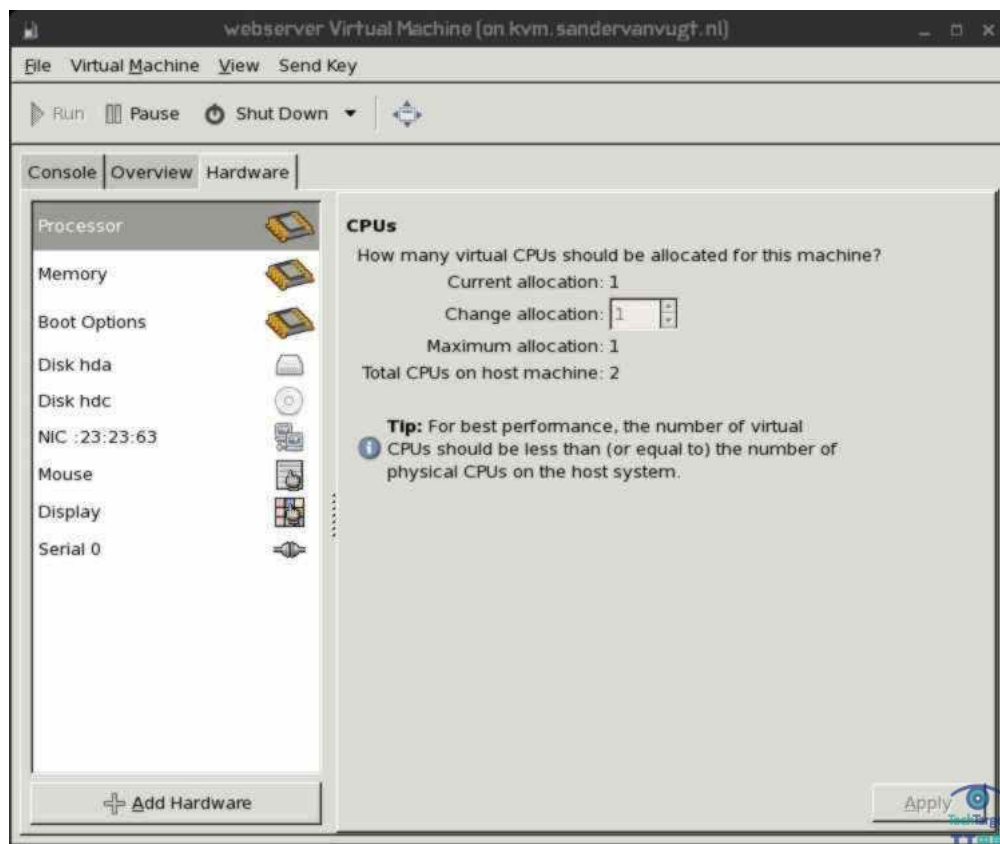 webserver Virtual Machine (on kvm.sandervanvugt.nl)
File Virtual Machine View Send Key
Run Pause Shut Down
Console Overview Hardware
Processor
Memory
Boot Options
Disk hda
Disk hdc
NIC :23:23:63
Mouse
Display
Serial 0
Add Hardware
CPUs
How many virtual CPUs should be allocated for this machine?
Current allocation: 1
Change allocation: 1
Maximum allocation: 1
Total CPUs on host machine: 2
Tip: For best performance, the number of virtual
CPUs should be less than (or equal to) the number of
physical CPUs on the host system.
Apply